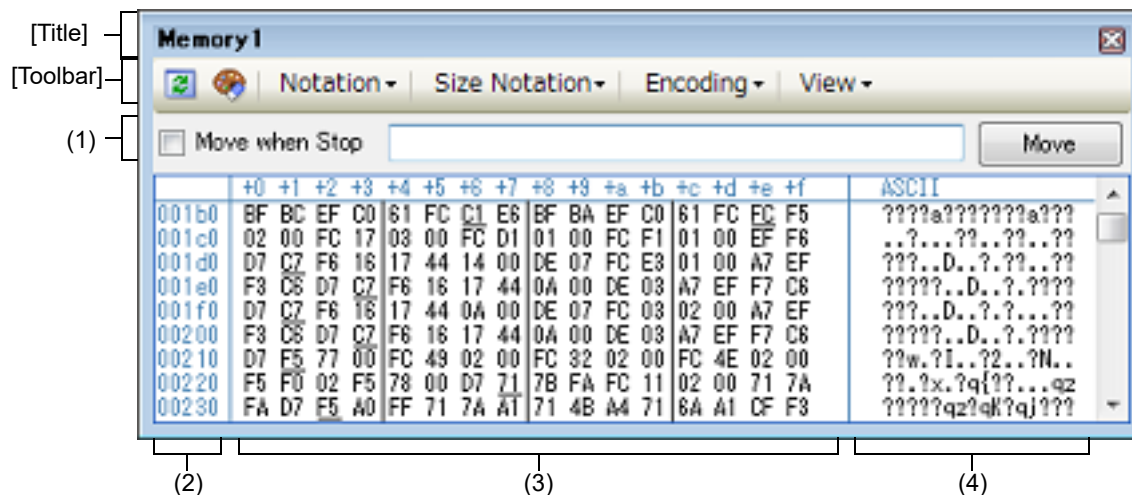 [Title]
Memory1
[Toolbar]
Notation Size Notation Encoding View
(1)
Move when Stop Move
+0 +1 +2 +3 +4 +5 +6 +7 +8 +9 +a +b +c +d +e +f ASCII
001b0 BF BC EF C0 61 FC C1 E6 BF BA EF C0 61 FC FC F5 ????a???????a???
001c0 02 00 FC 17 03 00 FC D1 01 00 FC F1 01 00 EF F6 ..?...??..??..??
001d0 D7 C7 F6 16 17 44 14 00 DE 07 FC E3 01 00 A7 EF ???..D..?.??..??
001e0 F3 C6 D7 C7 F6 16 17 44 0A 00 DE 03 A7 EF F7 C6 ?????..D..?.????
001f0 D7 C7 F6 16 17 44 0A 00 DE 07 FC 03 02 00 A7 EF ???..D..?.?...??
00200 F3 C6 D7 C7 F6 16 17 44 0A 00 DE 03 A7 EF F7 C6 ?????..D..?.????
00210 D7 F5 77 00 FC 49 02 00 FC 32 02 00 FC 4E 02 00 ??w.?I..?2..?N..
00220 F5 F0 02 F5 78 00 D7 71 7B FA FC 11 02 00 71 7A ??.?x.?q{??...qz
00230 FA D7 F5 A0 FF 71 7A A1 71 4B A4 71 6A A1 CF F3 ?????qz?qK?qj???
(2) (3) (4)